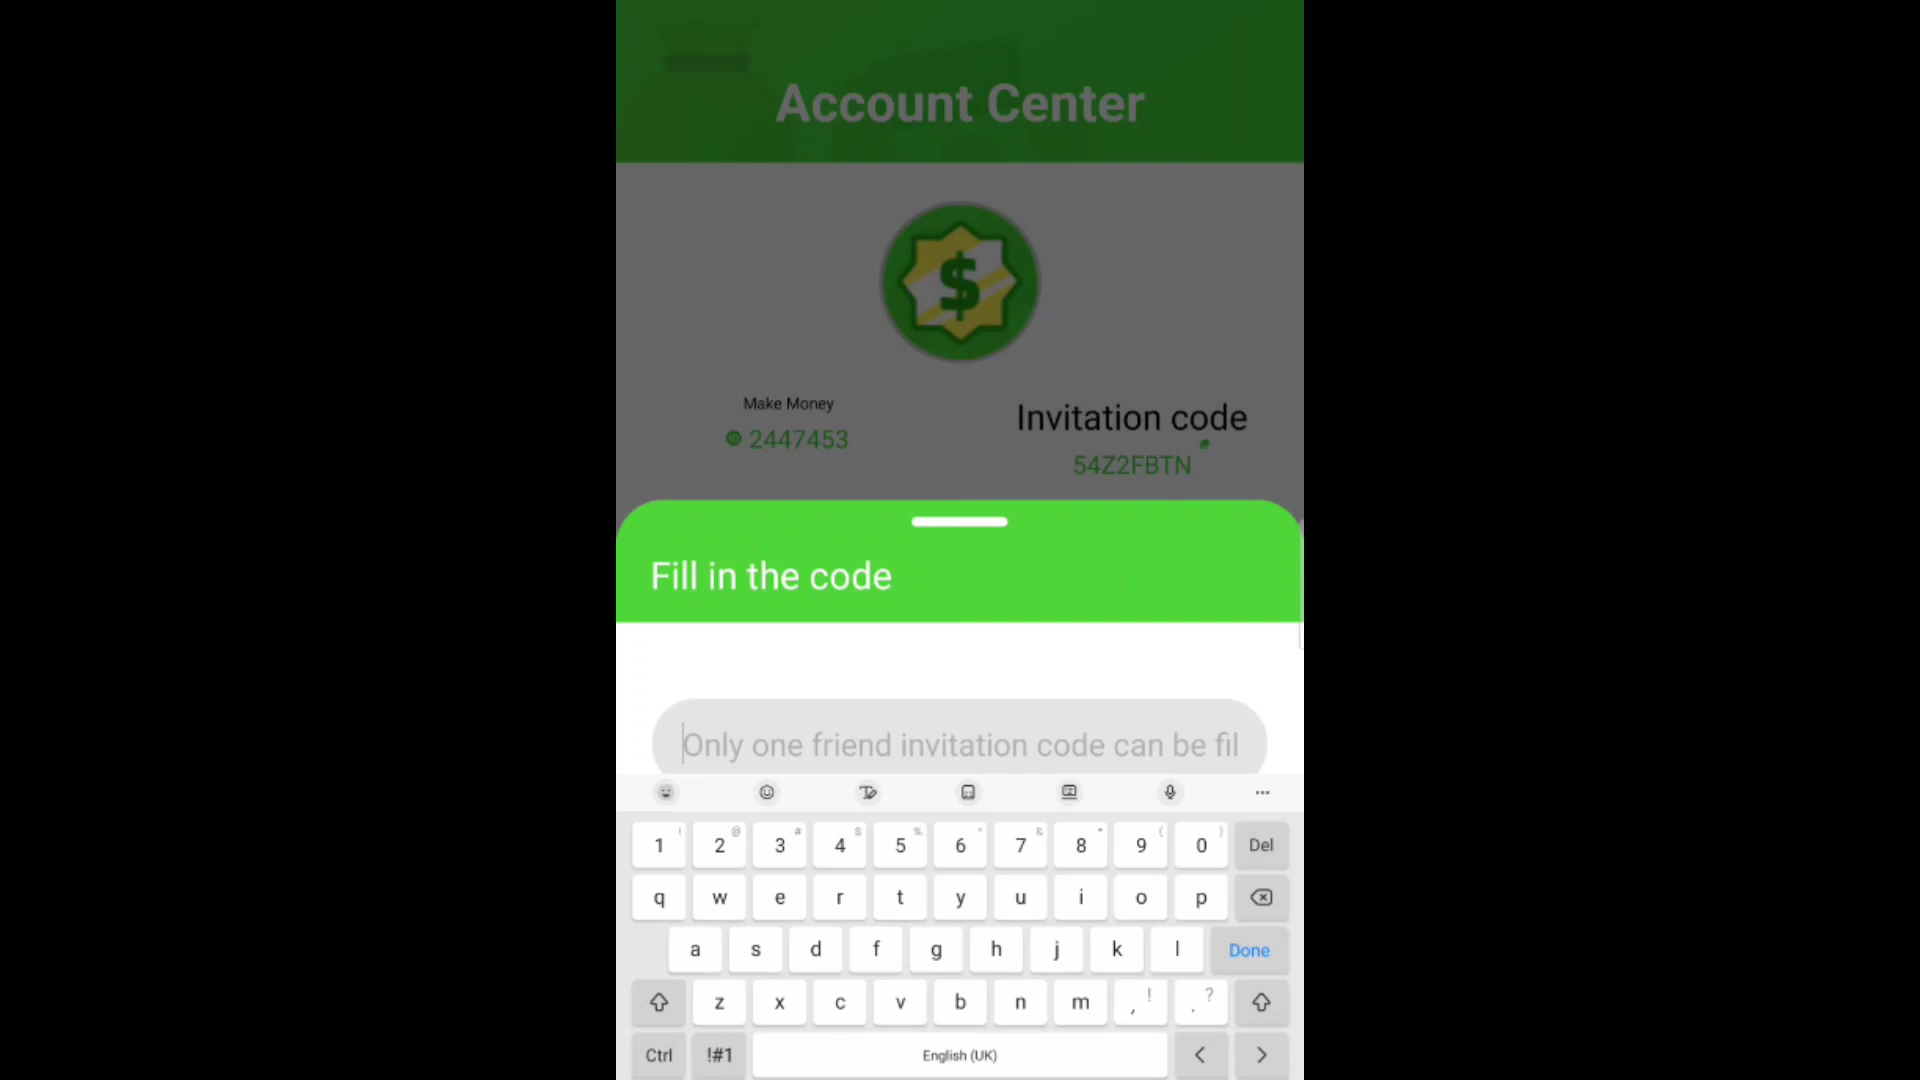 Account Center
$
Make Money
Invitation code
2447453
54Z2FBTN
Fill in the code
Only one friend invitation code can be fil
1 ! 2 @ 3 # 4 $ 5 % 6 ^ 7 & 8 * 9 ( 0 ) Del
q w e r t y u i o p
a s d f g h j k l Done
z x c v b n m , ! . ?
Ctrl !#1 English (UK) < >